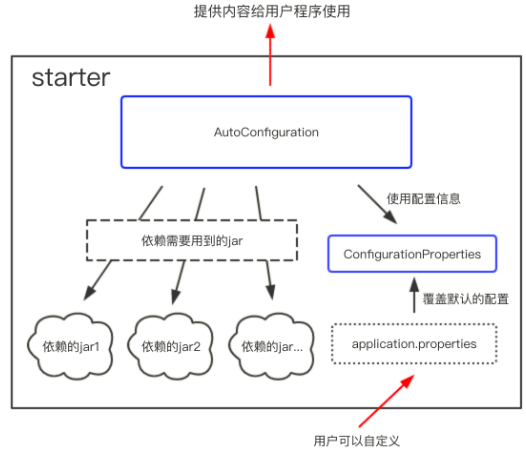 提供内容给用户程序使用
starter
AutoConfiguration
使用配置信息
依赖需要用到的jar
ConfigurationProperties
覆盖默认的配置
依赖的jar1
依赖的jar2
依赖的jar...
application.properties
用户可以自定义